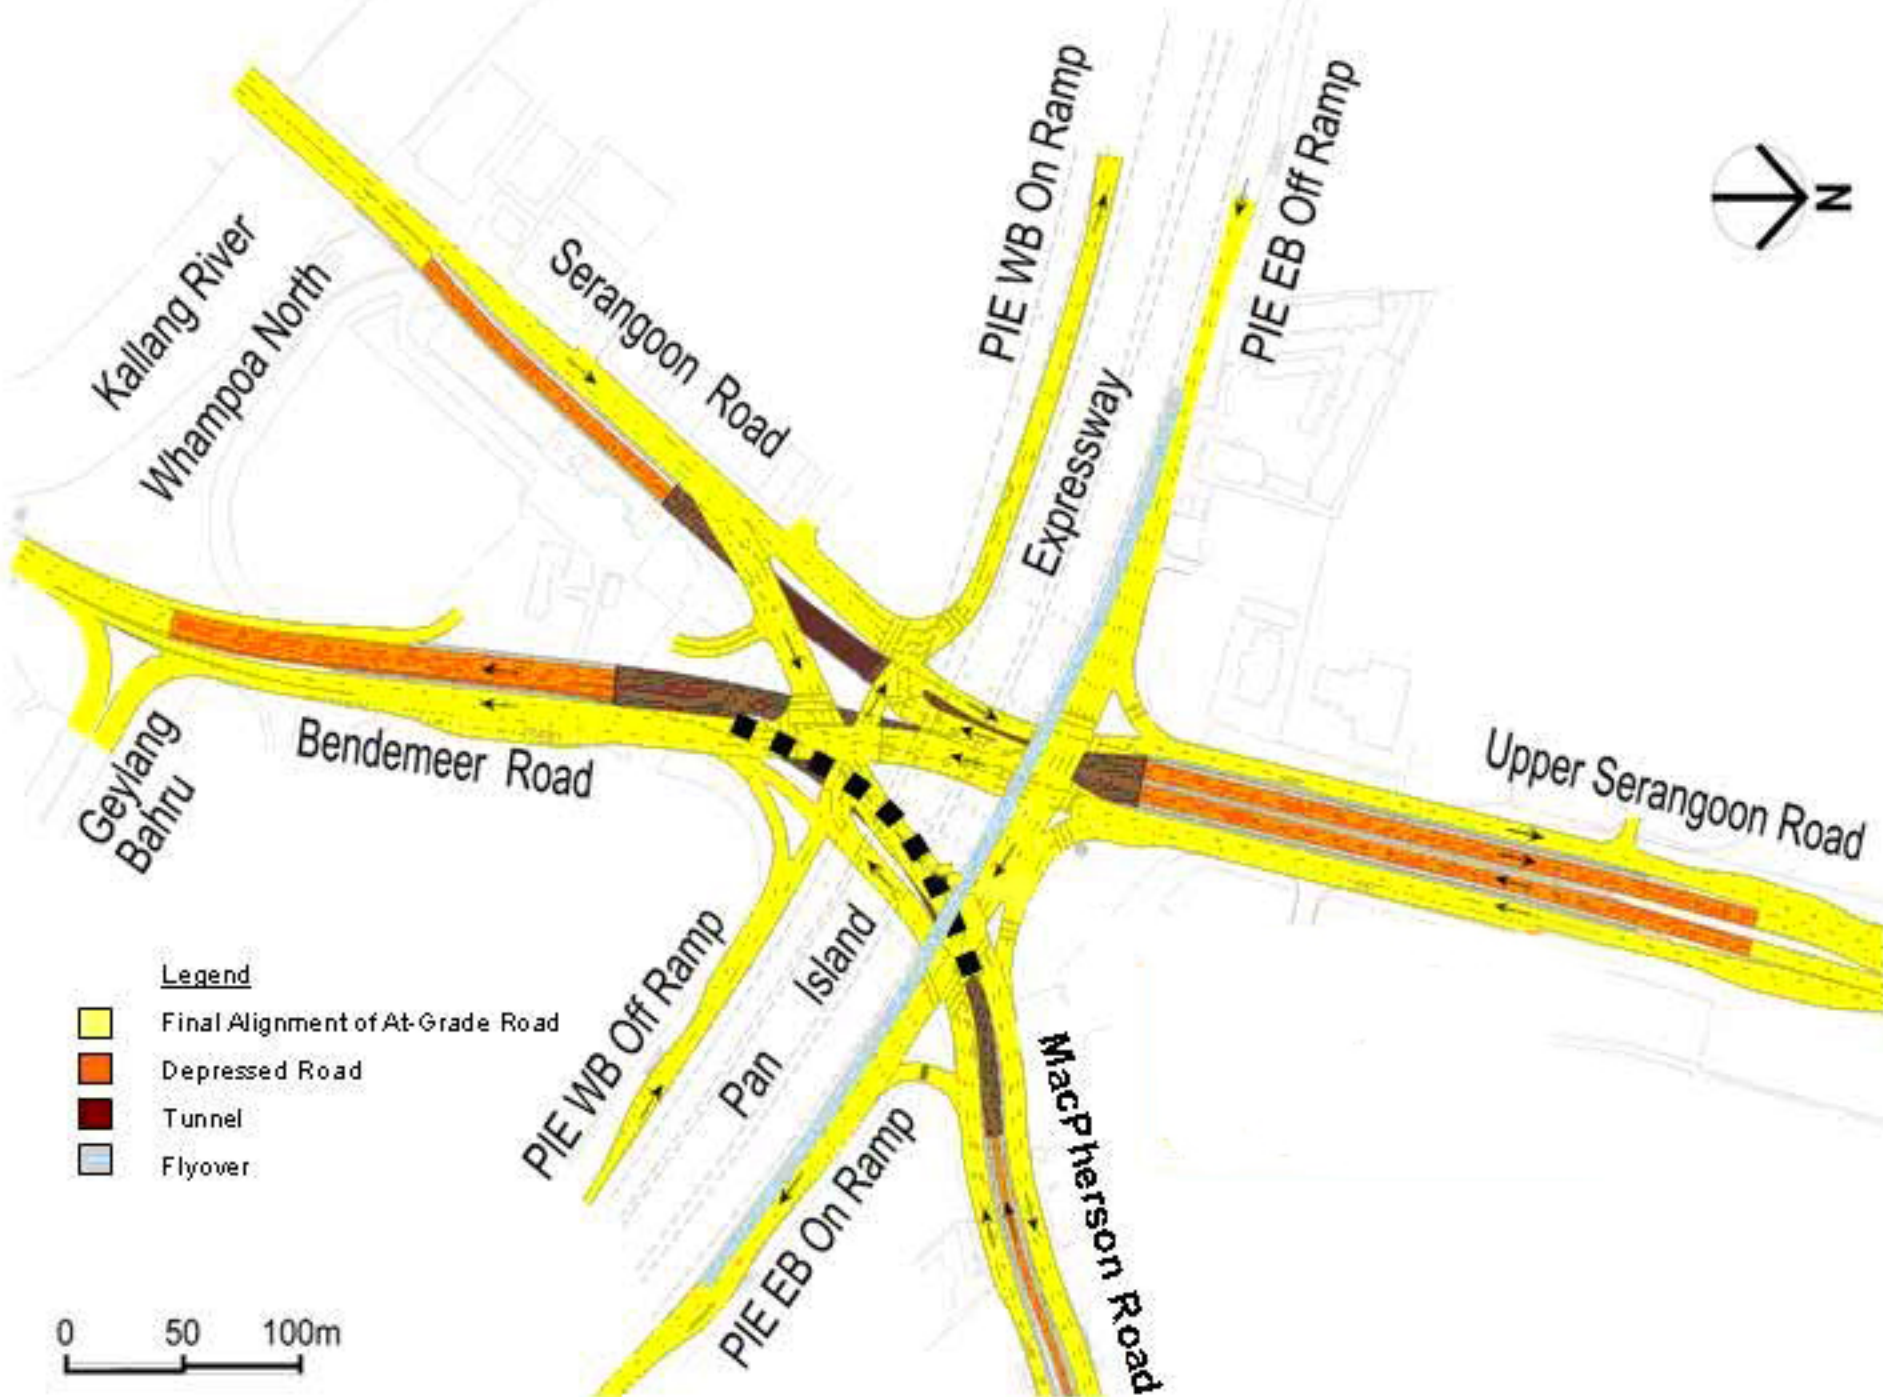 PIE WB On Ramp
PIE EB Off Ramp
N
Kallang River
Whampoa North
Serangoon Road
Expressway
Upper Serangoon Road
Bendemeer Road
Geylang
Bahru
PIE WB Off Ramp
Island
Pan
PIE EB On Ramp
MacPherson Road
Legend
Final Alignment of At-Grade Road
Depressed Road
Tunnel
Flyover
0 50 100m